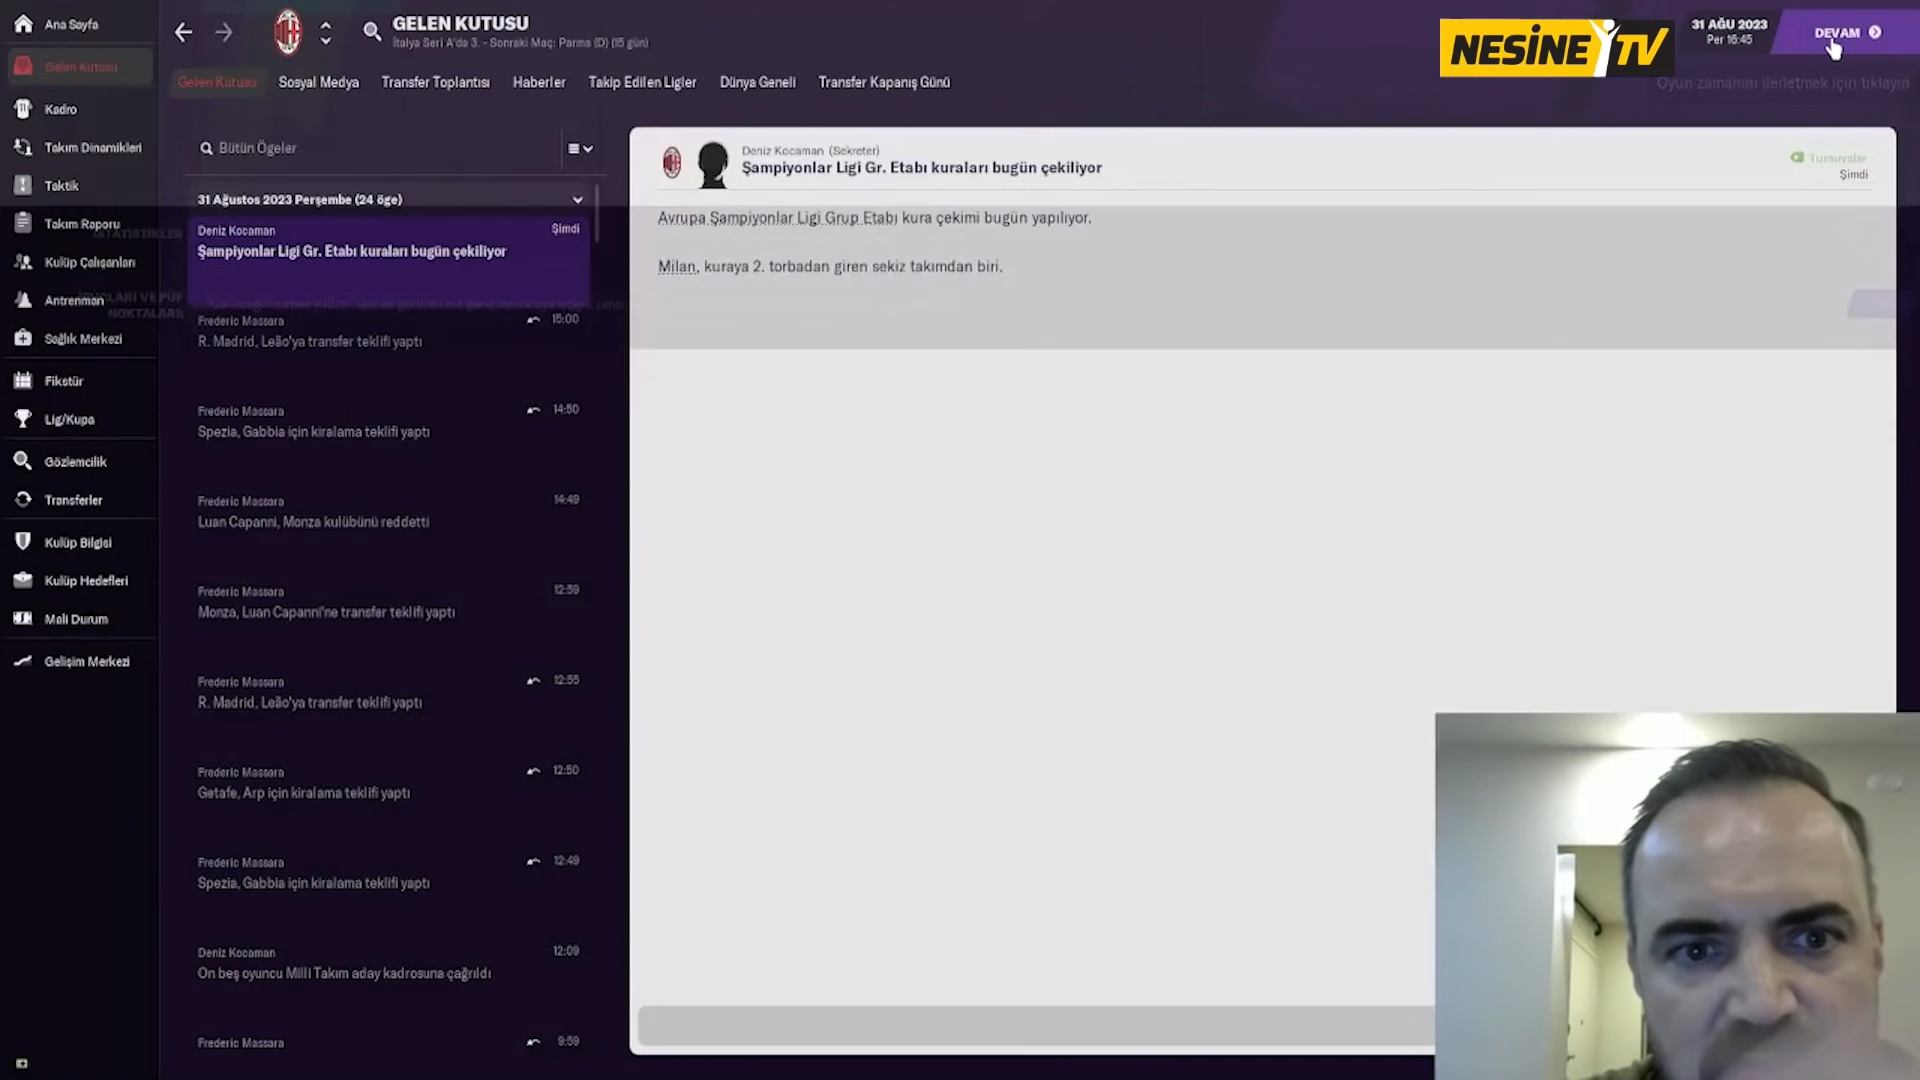 Ana Sayfa
Gelen Kutusu
Kadro
Takım Dinamikleri
Taktik
Takım Raporu
Kulüp Çalışanları
Antrenman
NOKTALARI:
Sağlık Merkezi
Fikstür
Lig/Kupa
Gözlemcilik
Transferler
Kulüp Bilgisi
Kulüp Hedefleri
Mali Durum
Gelişim Merkezi
GELEN KUTUSU
İtalya Seri A'da 3. - Sonraki Maç: Parma (D) (15 gün)
NESİNE TV
31 AĞU 2023
Per 16:45
DEVAM
Oyun zamanını ilerletmek için tıklayın
Gelen Kutusu Sosyal Medya Transfer Toplantısı Haberler Takip Edilen Ligler Dünya Geneli Transfer Kapanış Günü
Bütün Ögeler
31 Ağustos 2023 Perşembe (24 öge)
Deniz Kocaman Şimdi
Şampiyonlar Ligi Gr. Etabı kuraları bugün çekiliyor
Frederic Massara 15:00
R. Madrid, Leão'ya transfer teklifi yaptı
Frederic Massara 14:50
Spezia, Gabbia için kiralama teklifi yaptı
Frederic Massara 14:49
Luan Capanni, Monza kulübünü reddetti
Frederic Massara 12:59
Monza, Luan Capanni'ne transfer teklifi yaptı
Frederic Massara 12:55
R. Madrid, Leão'ya transfer teklifi yaptı
Frederic Massara 12:50
Getafe, Arp için kiralama teklifi yaptı
Frederic Massara 12:49
Spezia, Gabbia için kiralama teklifi yaptı
Deniz Kocaman 12:09
On beş oyuncu Milli Takım aday kadrosuna çağrıldı
Frederic Massara 9:59
Deniz Kocaman (Sekreter)
Şampiyonlar Ligi Gr. Etabı kuraları bugün çekiliyor
Turnuvalar
Şimdi
Avrupa Şampiyonlar Ligi Grup Etabı kura çekimi bugün yapılıyor.
Milan, kuraya 2. torbadan giren sekiz takımdan biri.